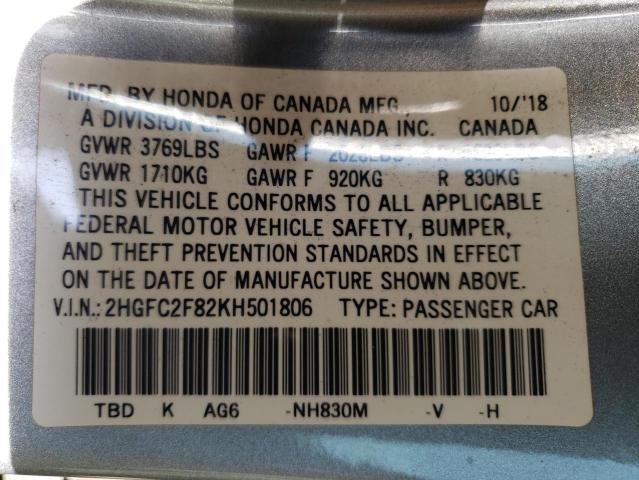 MFD. BY HONDA OF CANADA MFG., 10/'18
A DIVISION OF HONDA CANADA INC. CANADA
GVWR 3769LBS GAWR F 2028LBS R
GVWR 1710KG GAWR F 920KG R 830KG
THIS VEHICLE CONFORMS TO ALL APPLICABLE
FEDERAL MOTOR VEHICLE SAFETY, BUMPER,
AND THEFT PREVENTION STANDARDS IN EFFECT
ON THE DATE OF MANUFACTURE SHOWN ABOVE.
V.I.N.: 2HGFC2F82KH501806 TYPE: PASSENGER CAR
TBD K AG6 -NH830M -V -H